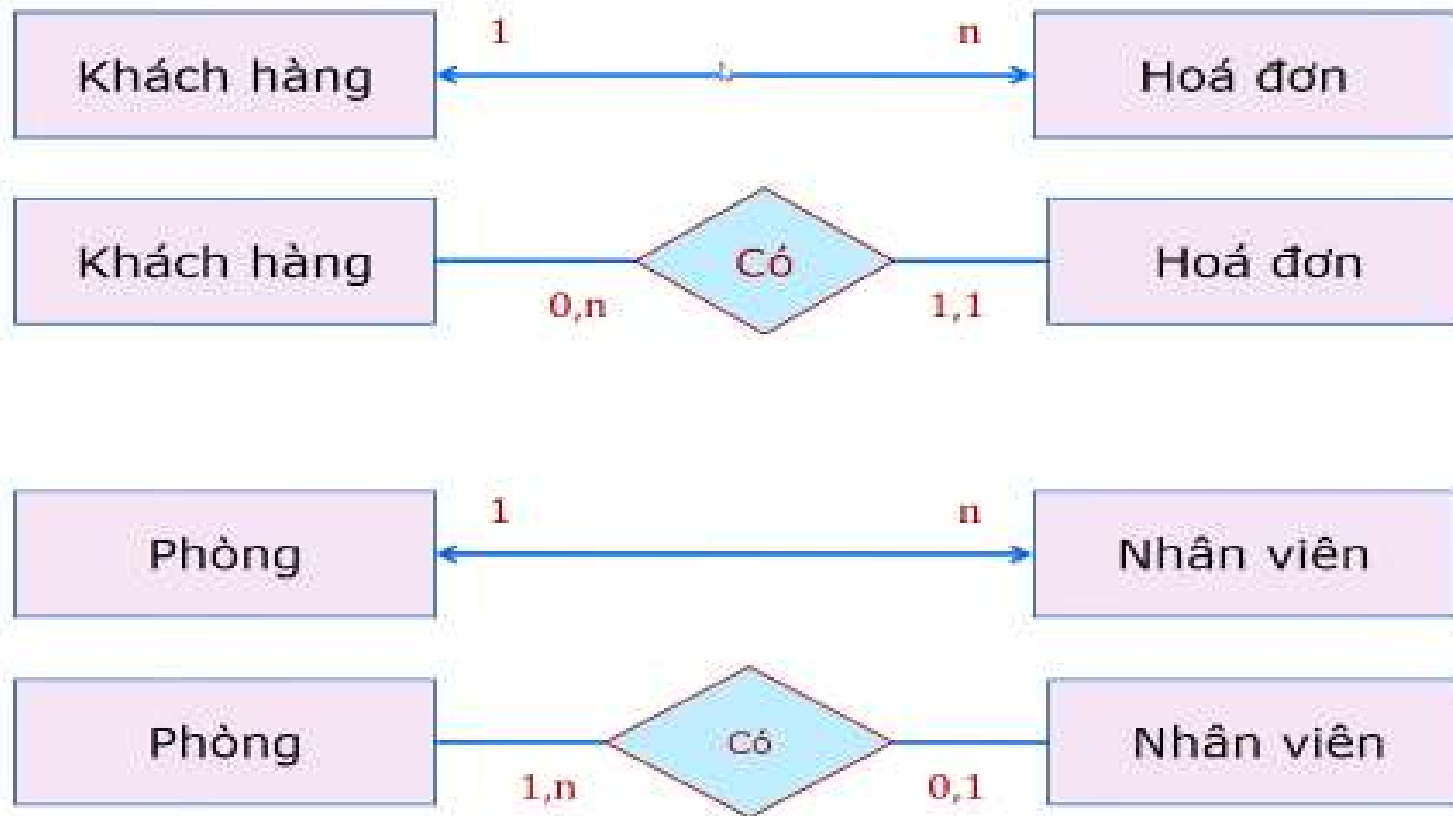 1 n
Khách hàng Hoá đơn
Khách hàng Có Hoá đơn
0,n 1,1
1 n
Phòng Nhân viên
Phòng Có Nhân viên
1,n 0,1